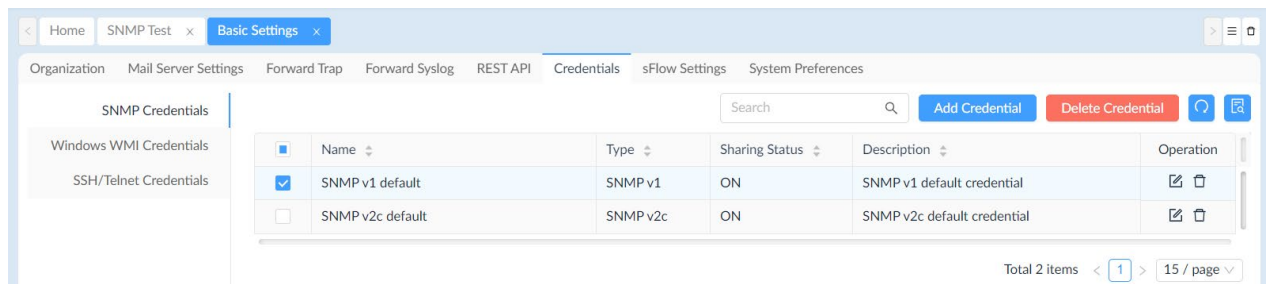 Home SNMP Test x Basic Settings x
Organization Mail Server Settings Forward Trap Forward Syslog REST API Credentials sFlow Settings System Preferences
SNMP Credentials
Windows WMI Credentials
SSH/Telnet Credentials
Search Add Credential Delete Credential
Name Type Sharing Status Description Operation
SNMP v1 default SNMP v1 ON SNMP v1 default credential
SNMP v2c default SNMP v2c ON SNMP v2c default credential
Total 2 items < 1 > 15 / page